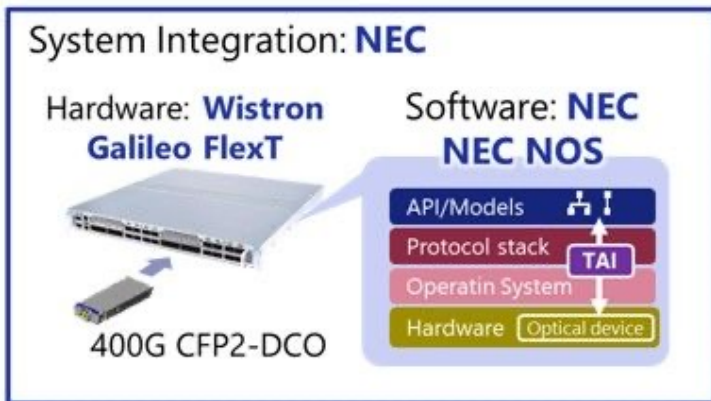 System Integration: NEC
Hardware: Wistron
Galileo FlexT
Software: NEC
NEC NOS
API/Models
Protocol stack
TAI
Operatin System
Hardware
Optical device
400G CFP2-DCO